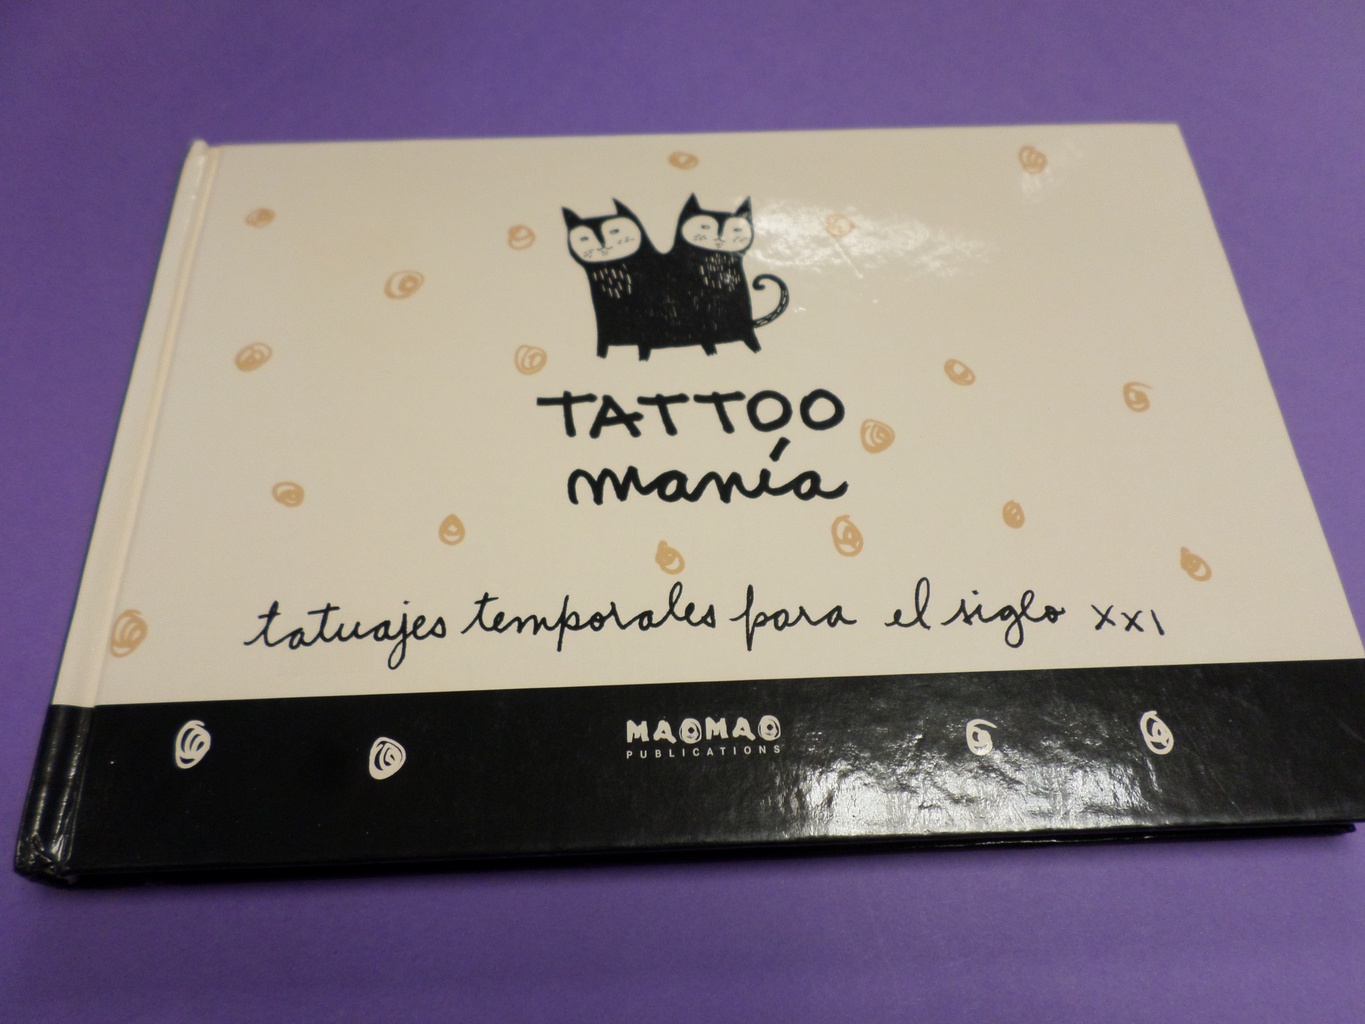 TATTOO
manía
tatuajes temporales para el siglo XXI
MAOMAO
PUBLICATIONS